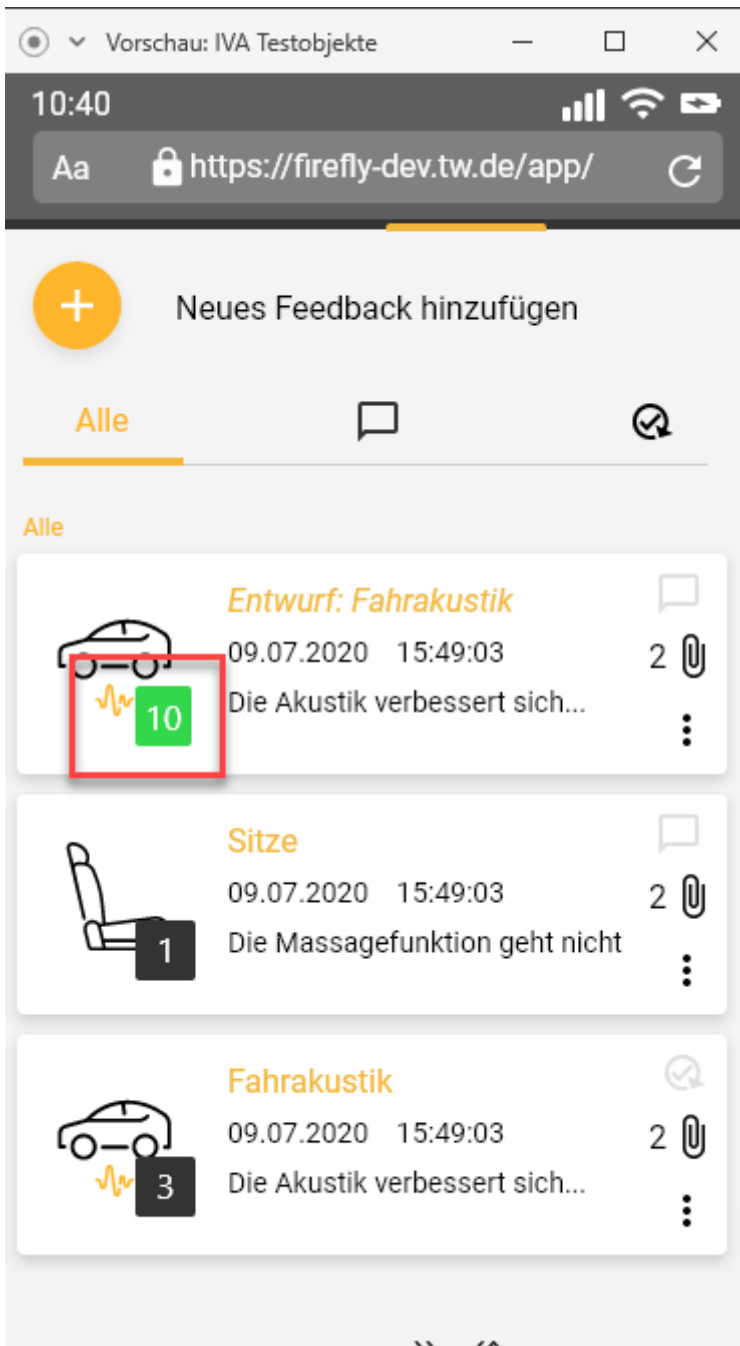 Vorschau: IVA Testobjekte
10:40
Aa https://firefly-dev.tw.de/app/
Neues Feedback hinzufügen
Alle
Alle
Entwurf: Fahrakustik
09.07.2020 15:49:03 2
10 Die Akustik verbessert sich...
Sitze
09.07.2020 15:49:03 2
1 Die Massagefunktion geht nicht
Fahrakustik
09.07.2020 15:49:03 2
3 Die Akustik verbessert sich...